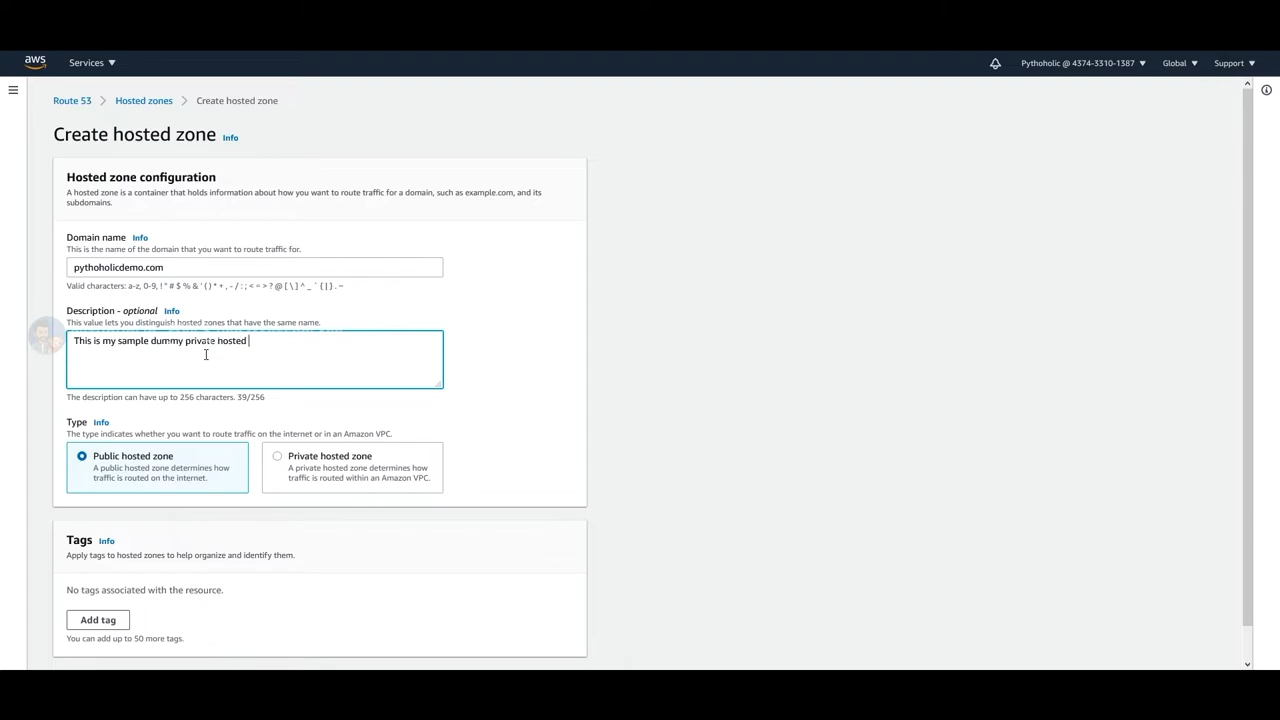 aws Services ▼ Pythoholic @ 4374-3310-1387 ▼ Global ▼ Support ▼
Route 53 > Hosted zones > Create hosted zone
Create hosted zone Info
Hosted zone configuration
A hosted zone is a container that holds information about how you want to route traffic for a domain, such as example.com, and its
subdomains.
Domain name Info
This is the name of the domain that you want to route traffic for.
pythoholicdemo.com
Valid characters: a-z, 0-9, ! " # $ % & ' ( ) * + , - / : ; < = > ? @ [ \ ] ^ _ ` { | } . ~
Description - optional Info
This value lets you distinguish hosted zones that have the same name.
This is my sample dummy private hosted
The description can have up to 256 characters. 39/256
Type Info
The type indicates whether you want to route traffic on the internet or in an Amazon VPC.
Public hosted zone
A public hosted zone determines how
traffic is routed on the internet.
Private hosted zone
A private hosted zone determines how
traffic is routed within an Amazon VPC.
Tags Info
Apply tags to hosted zones to help organize and identify them.
No tags associated with the resource.
Add tag
You can add up to 50 more tags.